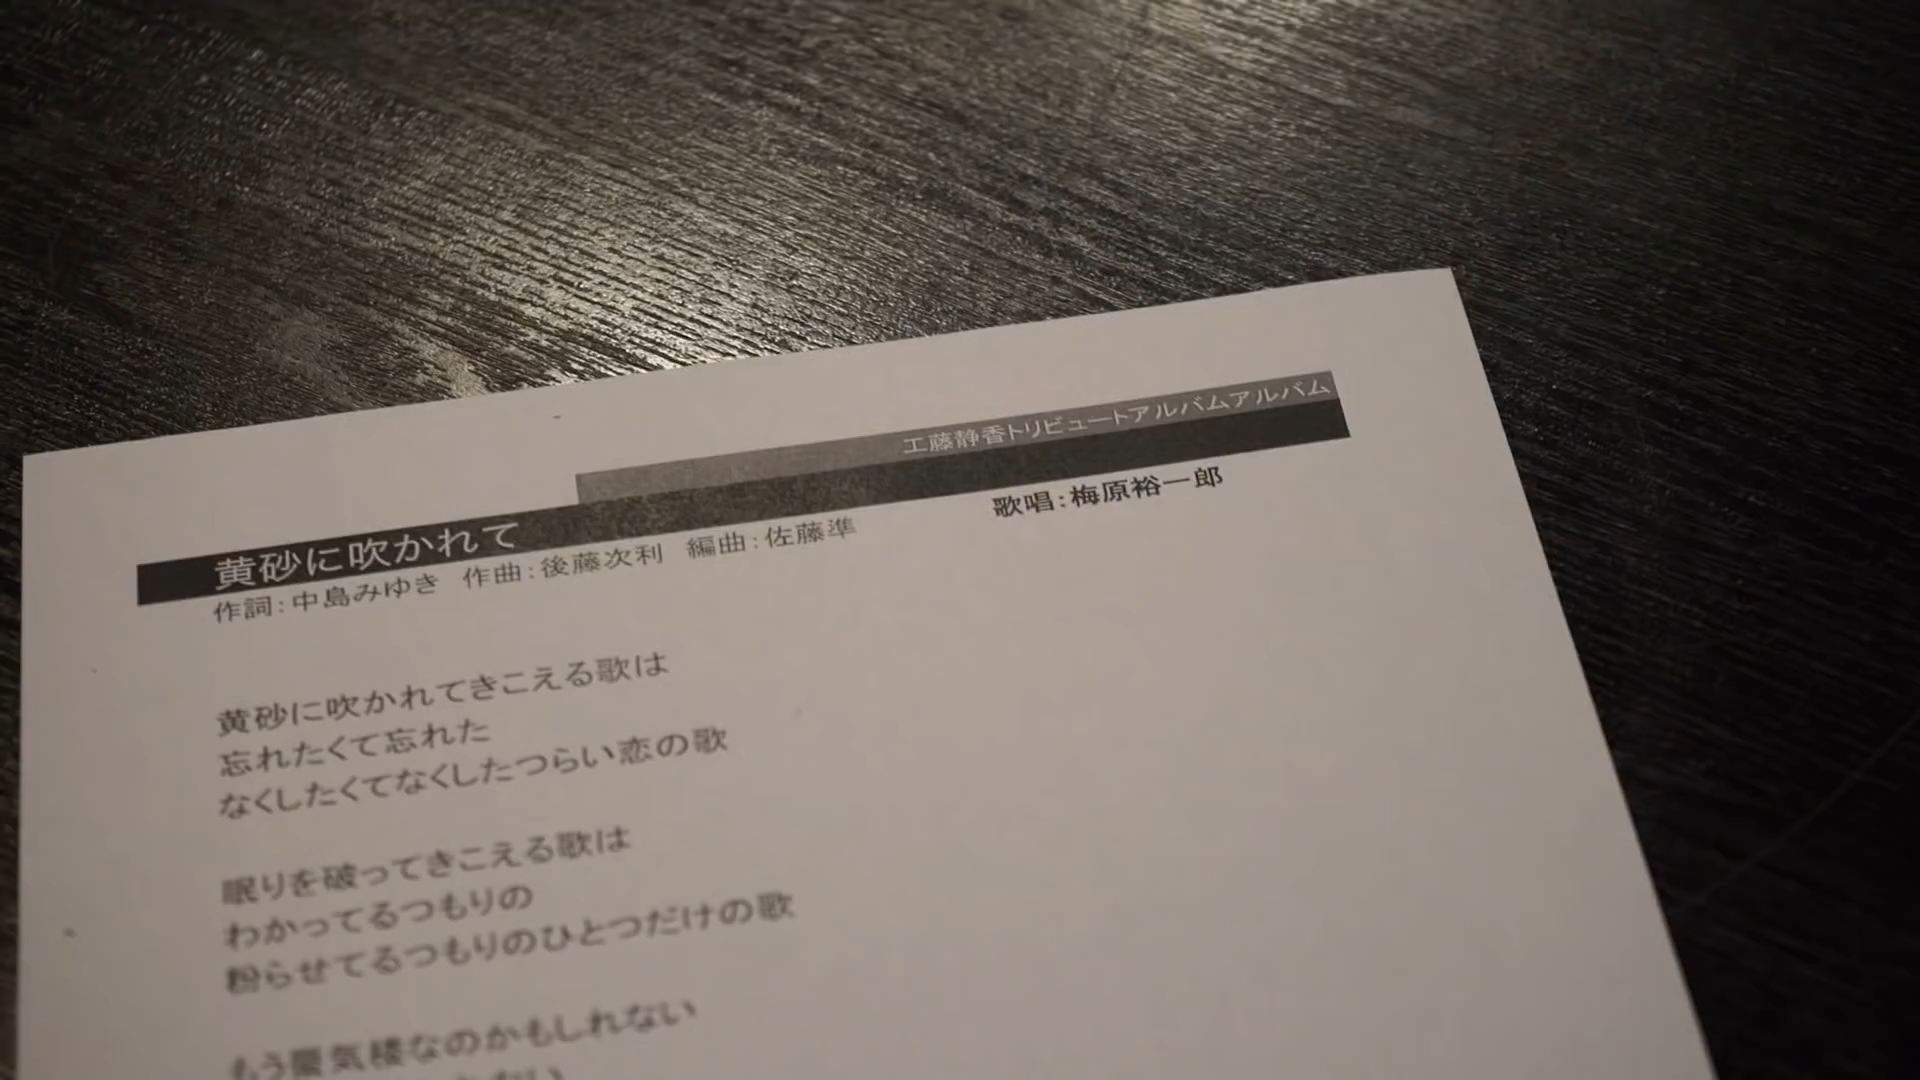 工藤静香トリビュートアルバムアルバム
黄砂に吹かれて
歌唱:梅原裕一郎
作詞:中島みゆき 作曲:後藤次利 編曲:佐藤準
黄砂に吹かれてきこえる歌は
忘れたくて忘れた
なくしたくてなくしたつらい恋の歌
眠りを破ってきこえる歌は
わかってるつもりの
紛らせてるつもりのひとつだけの歌
もう蜃気楼なのかもしれない